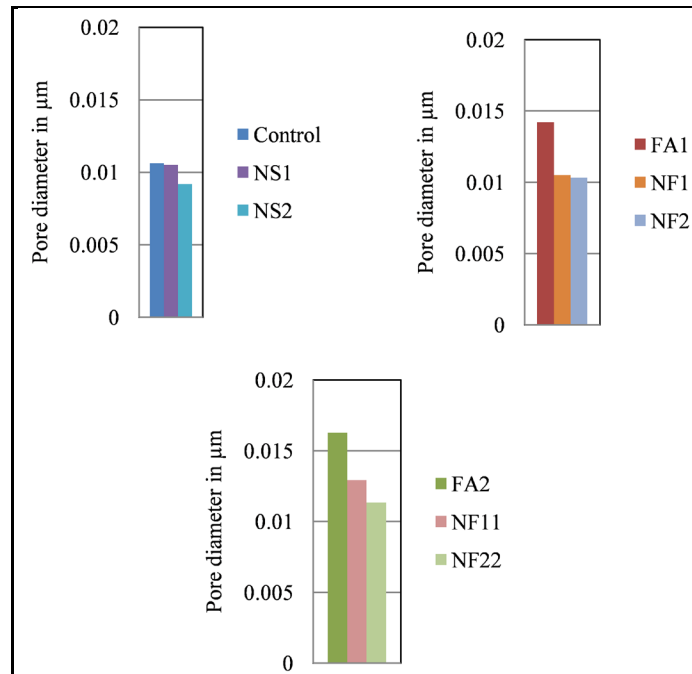 0.02
0.015
0.01
0.005
0
Pore diameter in µm
Control
NS1
NS2
0.02
0.015
0.01
0.005
0
Pore diameter in µm
FA1
NF1
NF2
0.02
0.015
0.01
0.005
0
Pore diameter in µm
FA2
NF11
NF22